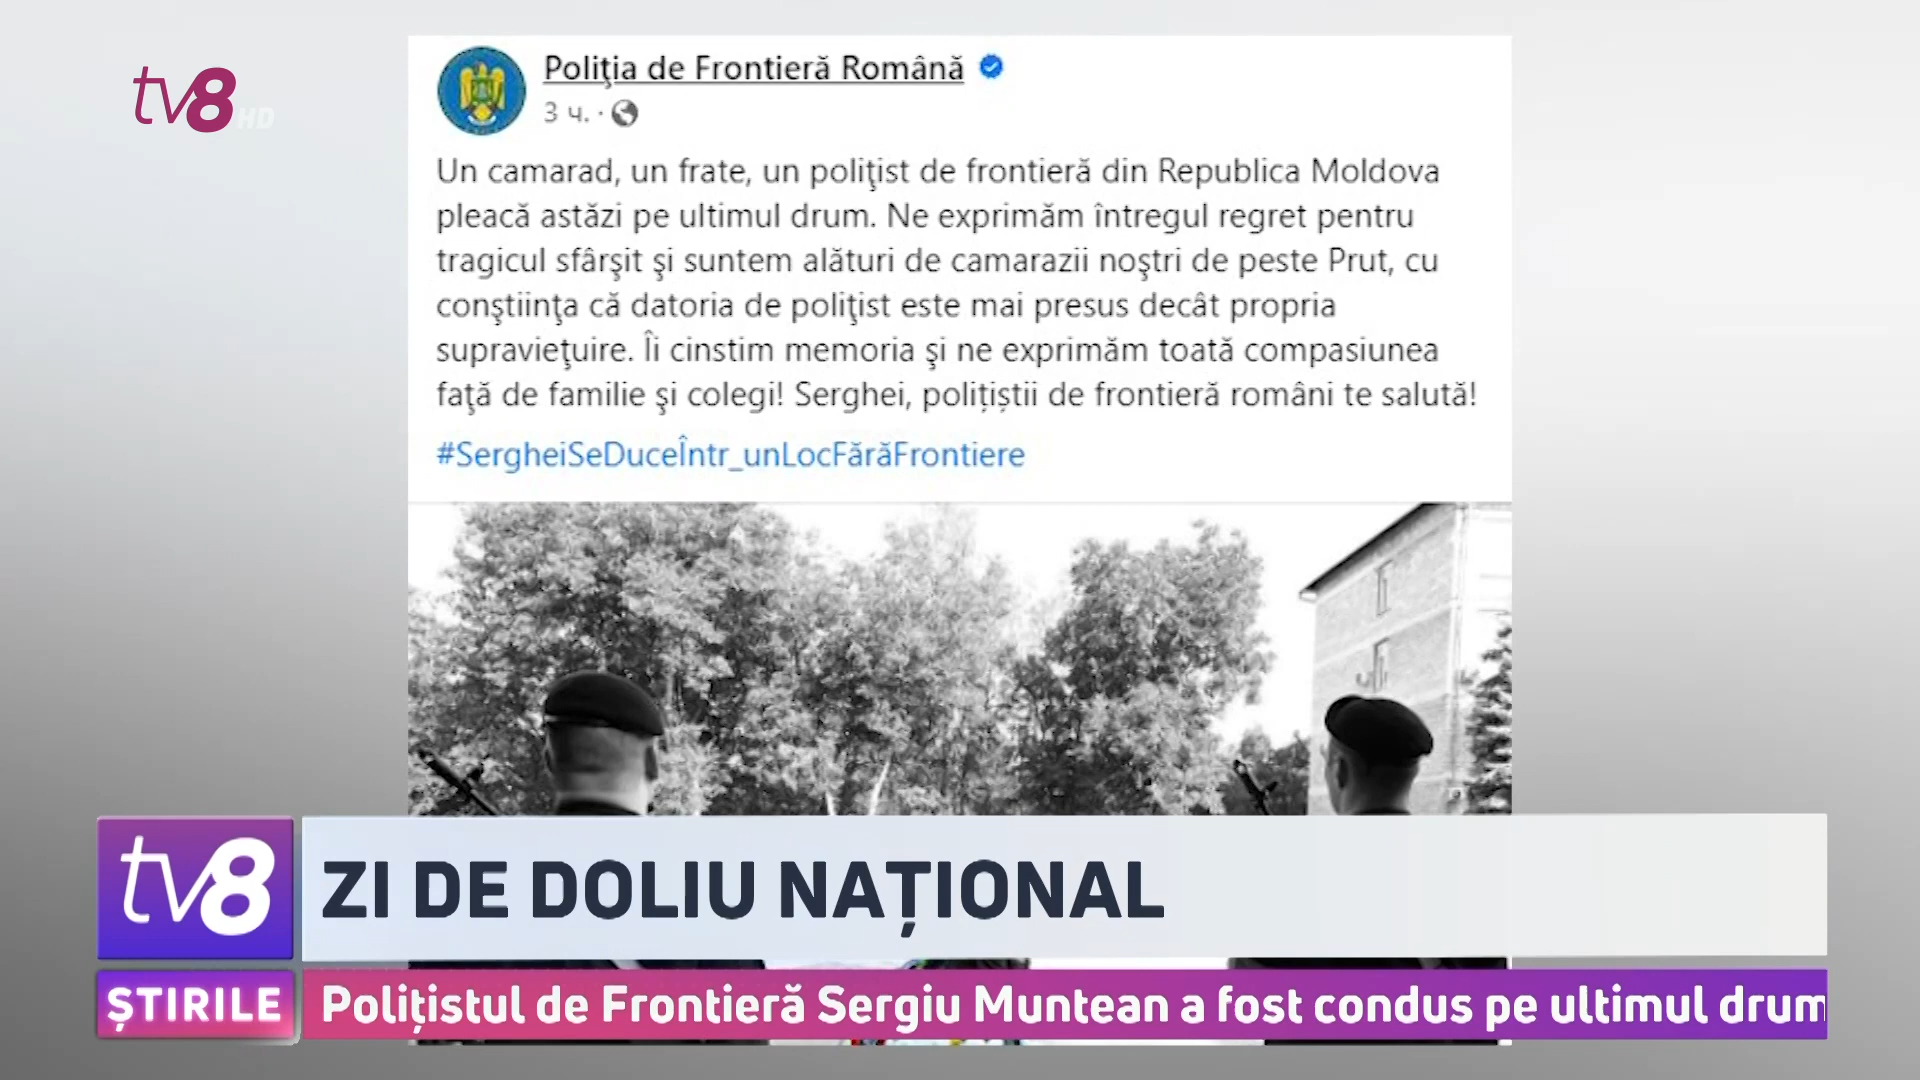 tv8 HD
Poliţia de Frontieră Română
3 ч. ·
Un camarad, un frate, un poliţist de frontieră din Republica Moldova
pleacă astăzi pe ultimul drum. Ne exprimăm întregul regret pentru
tragicul sfârşit şi suntem alături de camarazii noştri de peste Prut, cu
conştiinţa că datoria de poliţist este mai presus decât propria
supravieţuire. Îi cinstim memoria şi ne exprimăm toată compasiunea
faţă de familie şi colegi! Serghei, polițiștii de frontieră români te salută!
#SergheiSeDuceÎntr_unLocFărăFrontiere
tv8
ZI DE DOLIU NAȚIONAL
ȘTIRILE
Polițistul de Frontieră Sergiu Muntean a fost condus pe ultimul drum